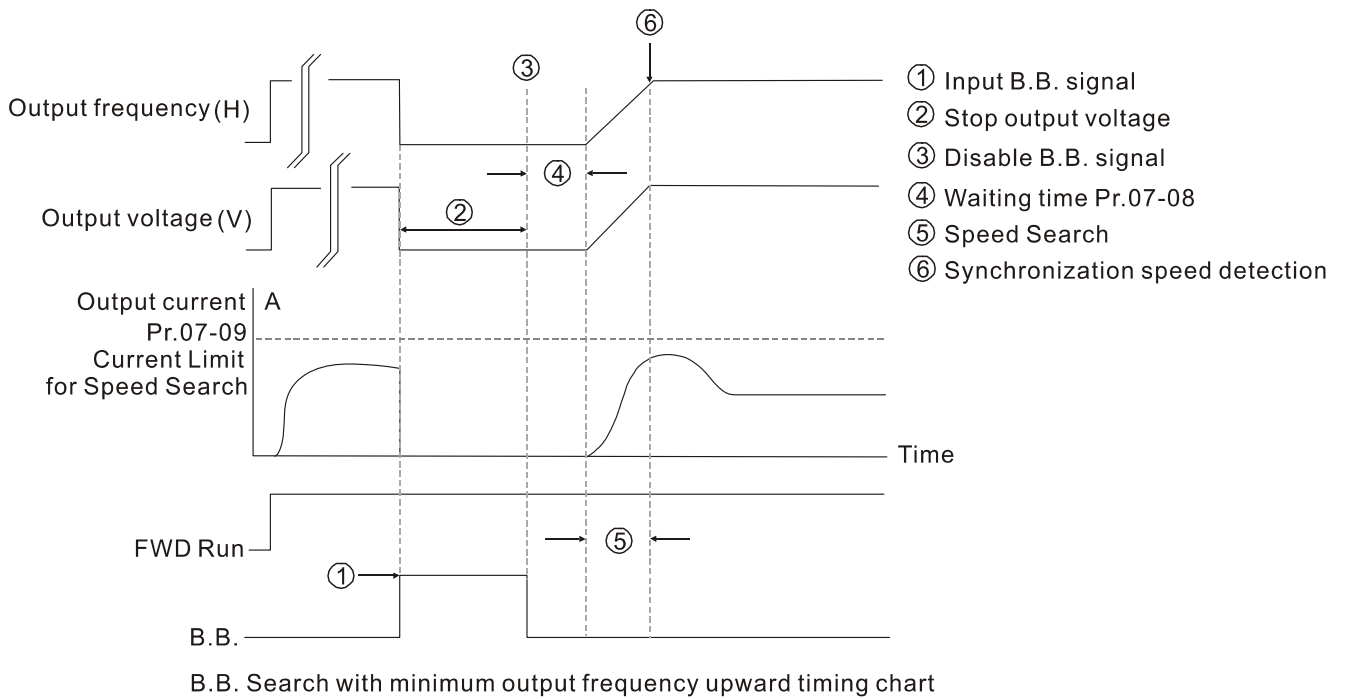 ⑥
③
Output frequency(H)
④
Output voltage(V)
②
① Input B.B. signal
② Stop output voltage
③ Disable B.B. signal
④ Waiting time Pr.07-08
⑤ Speed Search
⑥ Synchronization speed detection
Output current A
Pr.07-09
Current Limit
for Speed Search
Time
FWD Run
⑤
①
B.B.
B.B. Search with minimum output frequency upward timing chart